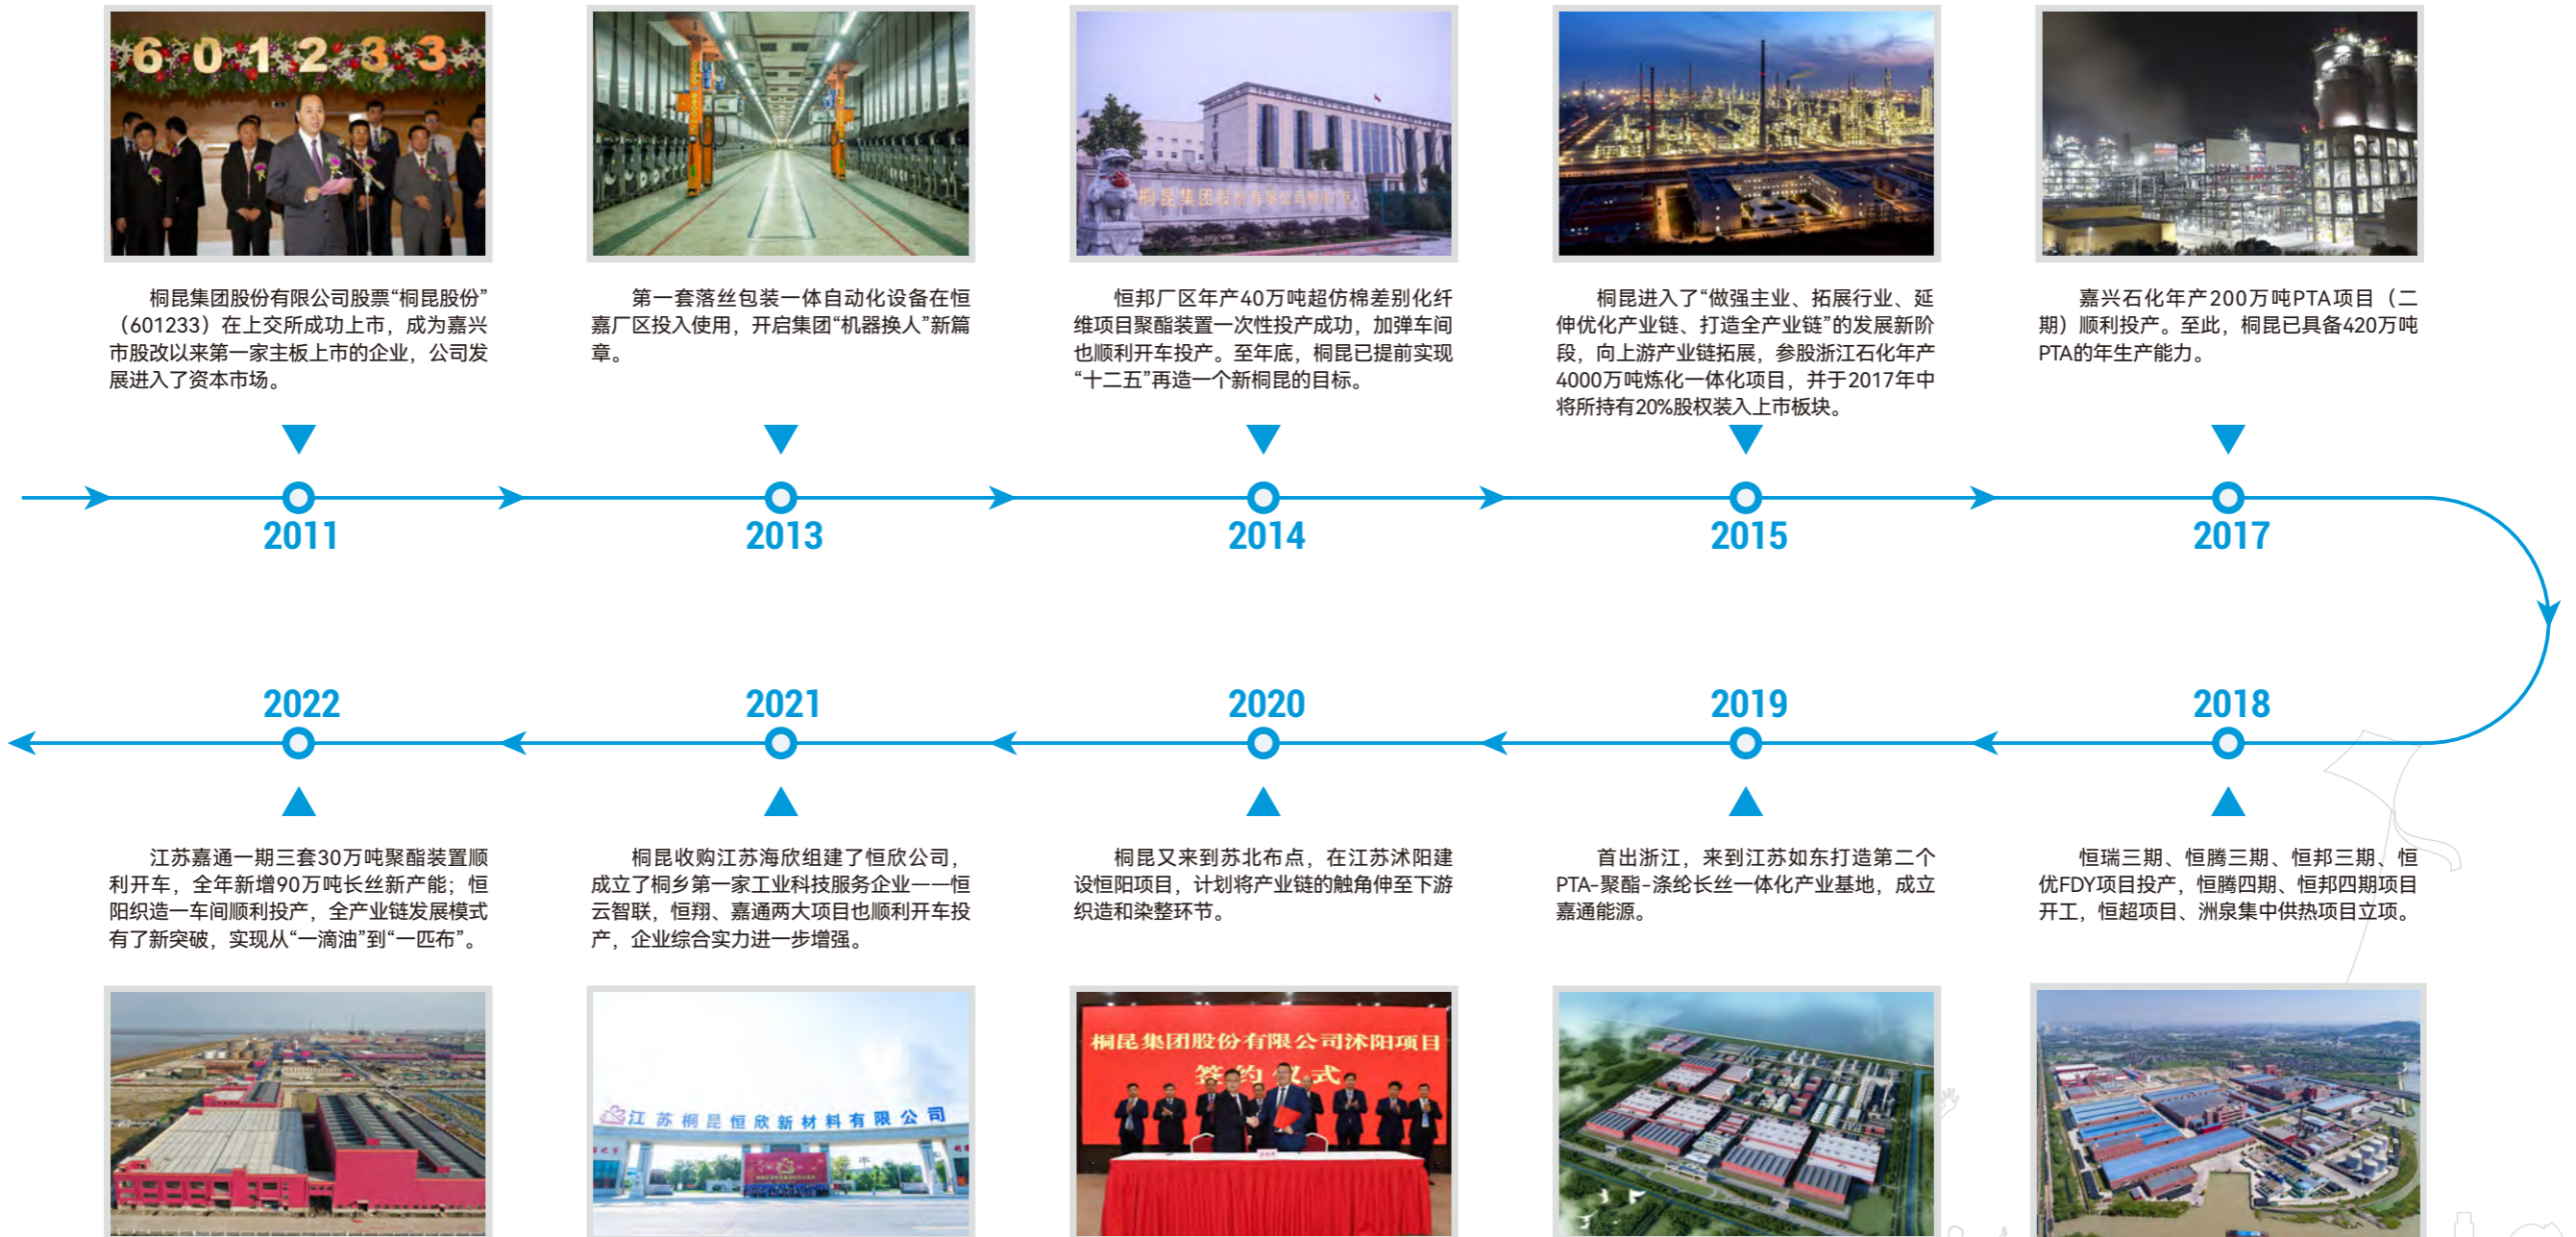 601233
桐昆集团股份有限公司
桐昆集团股份有限公司股票“桐昆股份”
（601233）在上交所成功上市，成为嘉兴
市股改以来第一家主板上市的企业，公司发
展进入了资本市场。
第一套落丝包装一体自动化设备在恒
嘉厂区投入使用，开启集团“机器换人”新篇
章。
恒邦厂区年产40万吨超仿棉差别化纤
维项目聚酯装置一次性投产成功，加弹车间
也顺利开车投产。至年底，桐昆已提前实现
“十二五”再造一个新桐昆的目标。
桐昆进入了“做强主业、拓展行业、延
伸优化产业链、打造全产业链”的发展新阶
段，向上游产业链拓展，参股浙江石化年产
4000万吨炼化一体化项目，并于2017年中
将所持有20%股权装入上市板块。
嘉兴石化年产200万吨PTA项目（二
期）顺利投产。至此，桐昆已具备420万吨
PTA的年生产能力。
2011
2013
2014
2015
2017
2022
2021
2020
2019
2018
江苏嘉通一期三套30万吨聚酯装置顺
利开车，全年新增90万吨长丝新产能；恒
阳织造一车间顺利投产，全产业链发展模式
有了新突破，实现从“一滴油”到“一匹布”。
桐昆收购江苏海欣组建了恒欣公司，
成立了桐乡第一家工业科技服务企业——恒
云智联，恒翔、嘉通两大项目也顺利开车投
产，企业综合实力进一步增强。
桐昆又来到苏北布点，在江苏沭阳建
设恒阳项目，计划将产业链的触角伸至下游
织造和染整环节。
首出浙江，来到江苏如东打造第二个
PTA-聚酯-涤纶长丝一体化产业基地，成立
嘉通能源。
恒瑞三期、恒腾三期、恒邦三期、恒
优FDY项目投产，恒腾四期、恒邦四期项目
开工，恒超项目、洲泉集中供热项目立项。
江苏桐昆恒欣新材料有限公司
桐昆集团股份有限公司沭阳项目
签约仪式